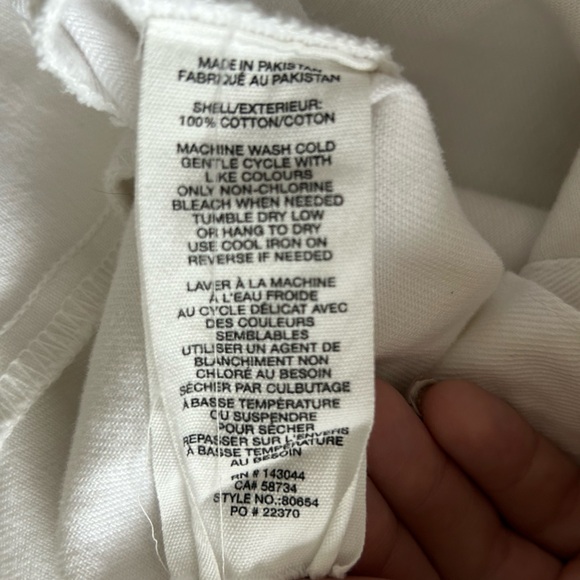 MADE IN PAKISTAN
FABRIQUÉ AU PAKISTAN
SHELL/EXTERIEUR:
100% COTTON/COTON
MACHINE WASH COLD
GENTLE CYCLE WITH
LIKE COLOURS
ONLY NON-CHLORINE
BLEACH WHEN NEEDED
TUMBLE DRY LOW
OR HANG TO DRY
USE COOL IRON ON
REVERSE IF NEEDED
LAVER À LA MACHINE
À L'EAU FROIDE
AU CYCLE DÉLICAT AVEC
DES COULEURS
SEMBLABLES
UTILISER UN AGENT DE
BLANCHIMENT NON
CHLORÉ AU BESOIN
SÉCHER PAR CULBUTAGE
À BASSE TEMPÉRATURE
OU SUSPENDRE
POUR SÉCHER
REPASSER SUR L'ENVERS
À BASSE TEMPÉRATURE
AU BESOIN
RN # 143044
CA# 58734
STYLE NO.:80654
PO # 22370